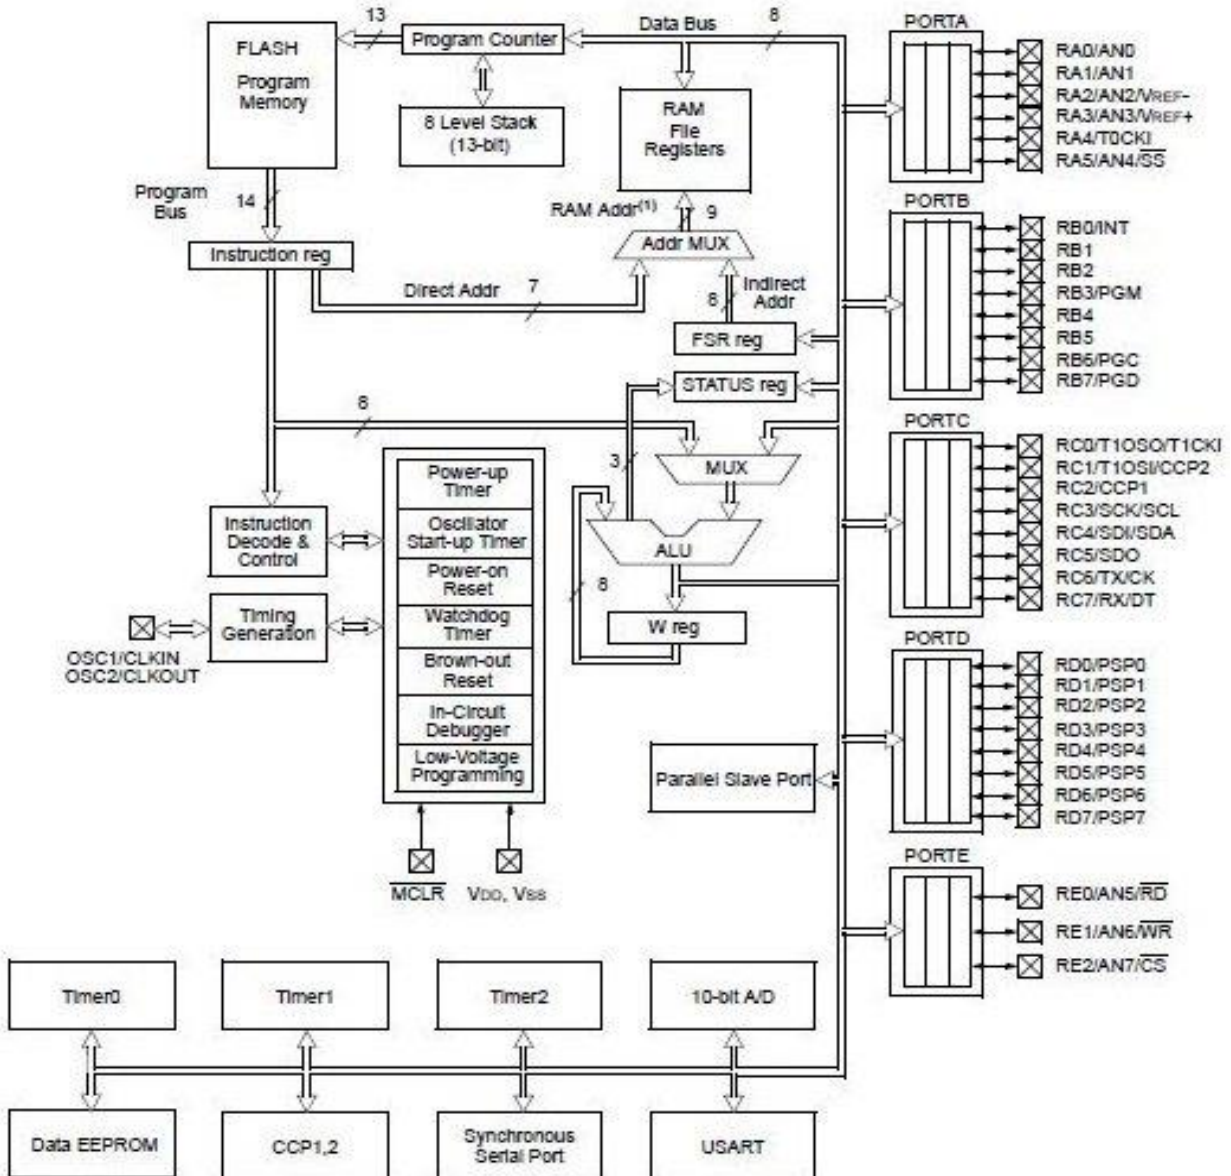 13
Data Bus
8
PORTA
FLASH
Program
Memory
Program Counter
8 Level Stack
(13-bit)
RAM
File
Registers
RA0/AN0
RA1/AN1
RA2/AN2/VREF-
RA3/AN3/VREF+
RA4/T0CKI
RA5/AN4/SS
Program
Bus
14
RAM Addr(1)
9
PORTB
Addr MUX
Instruction reg
Direct Addr
7
Indirect
Addr
8
FSR reg
RB0/INT
RB1
RB2
RB3/PGM
RB4
RB5
RB6/PGC
RB7/PGD
STATUS reg
8
3
MUX
PORTC
RC0/T1OSO/T1CKI
RC1/T1OSI/CCP2
RC2/CCP1
RC3/SCK/SCL
RC4/SDI/SDA
RC5/SDO
RC6/TX/CK
RC7/RX/DT
Power-up
Timer
Oscillator
Start-up Timer
Power-on
Reset
Watchdog
Timer
Brown-out
Reset
In-Circuit
Debugger
Low-Voltage
Programming
Instruction
Decode &
Control
Timing
Generation
OSC1/CLKIN
OSC2/CLKOUT
ALU
8
W reg
PORTD
RD0/PSP0
RD1/PSP1
RD2/PSP2
RD3/PSP3
RD4/PSP4
RD5/PSP5
RD6/PSP6
RD7/PSP7
Parallel Slave Port
MCLR
VDD, VSS
PORTE
RE0/AN5/RD
RE1/AN6/WR
RE2/AN7/CS
Timer0
Timer1
Timer2
10-bit A/D
Data EEPROM
CCP1,2
Synchronous
Serial Port
USART